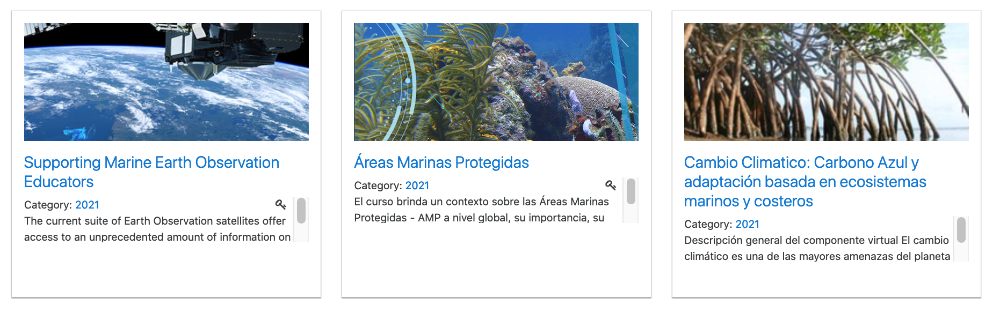 Supporting Marine Earth Observation
Educators
Category: 2021
The current suite of Earth Observation satellites offer
access to an unprecedented amount of information on
Áreas Marinas Protegidas
Category: 2021
El curso brinda un contexto sobre las Áreas Marinas
Protegidas - AMP a nivel global, su importancia, su
Cambio Climatico: Carbono Azul y
adaptación basada en ecosistemas
marinos y costeros
Category: 2021
Descripción general del componente virtual El cambio
climático es una de las mayores amenazas del planeta